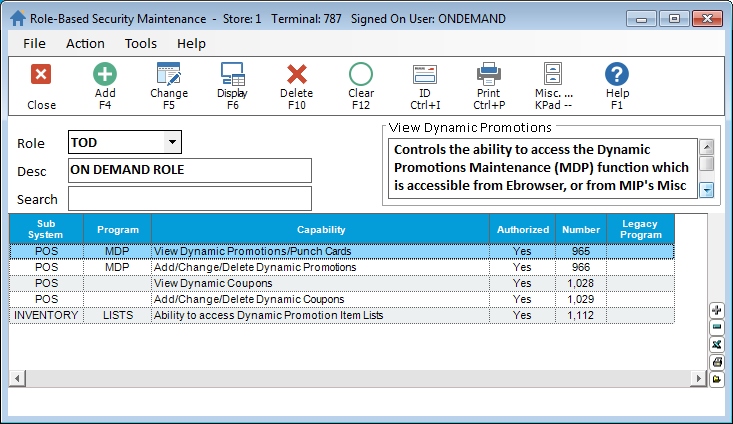 Role-Based Security Maintenance - Store: 1 Terminal: 787 Signed On User: ONDEMAND
File Action Tools Help
Close Add Change Display Delete Clear ID Print Misc. ... Help
F4 F5 F6 F10 F12 Ctrl+I Ctrl+P KPad -- F1
Role TOD
Desc ON DEMAND ROLE
Search
View Dynamic Promotions
Controls the ability to access the Dynamic
Promotions Maintenance (MDP) function which
is accessible from Ebrowser, or from MIP's Misc
Sub System Program Capability Authorized Number Legacy Program
POS MDP View Dynamic Promotions/Punch Cards Yes 965
POS MDP Add/Change/Delete Dynamic Promotions Yes 966
POS View Dynamic Coupons Yes 1,028
POS Add/Change/Delete Dynamic Coupons Yes 1,029
INVENTORY LISTS Ability to access Dynamic Promotion Item Lists Yes 1,112